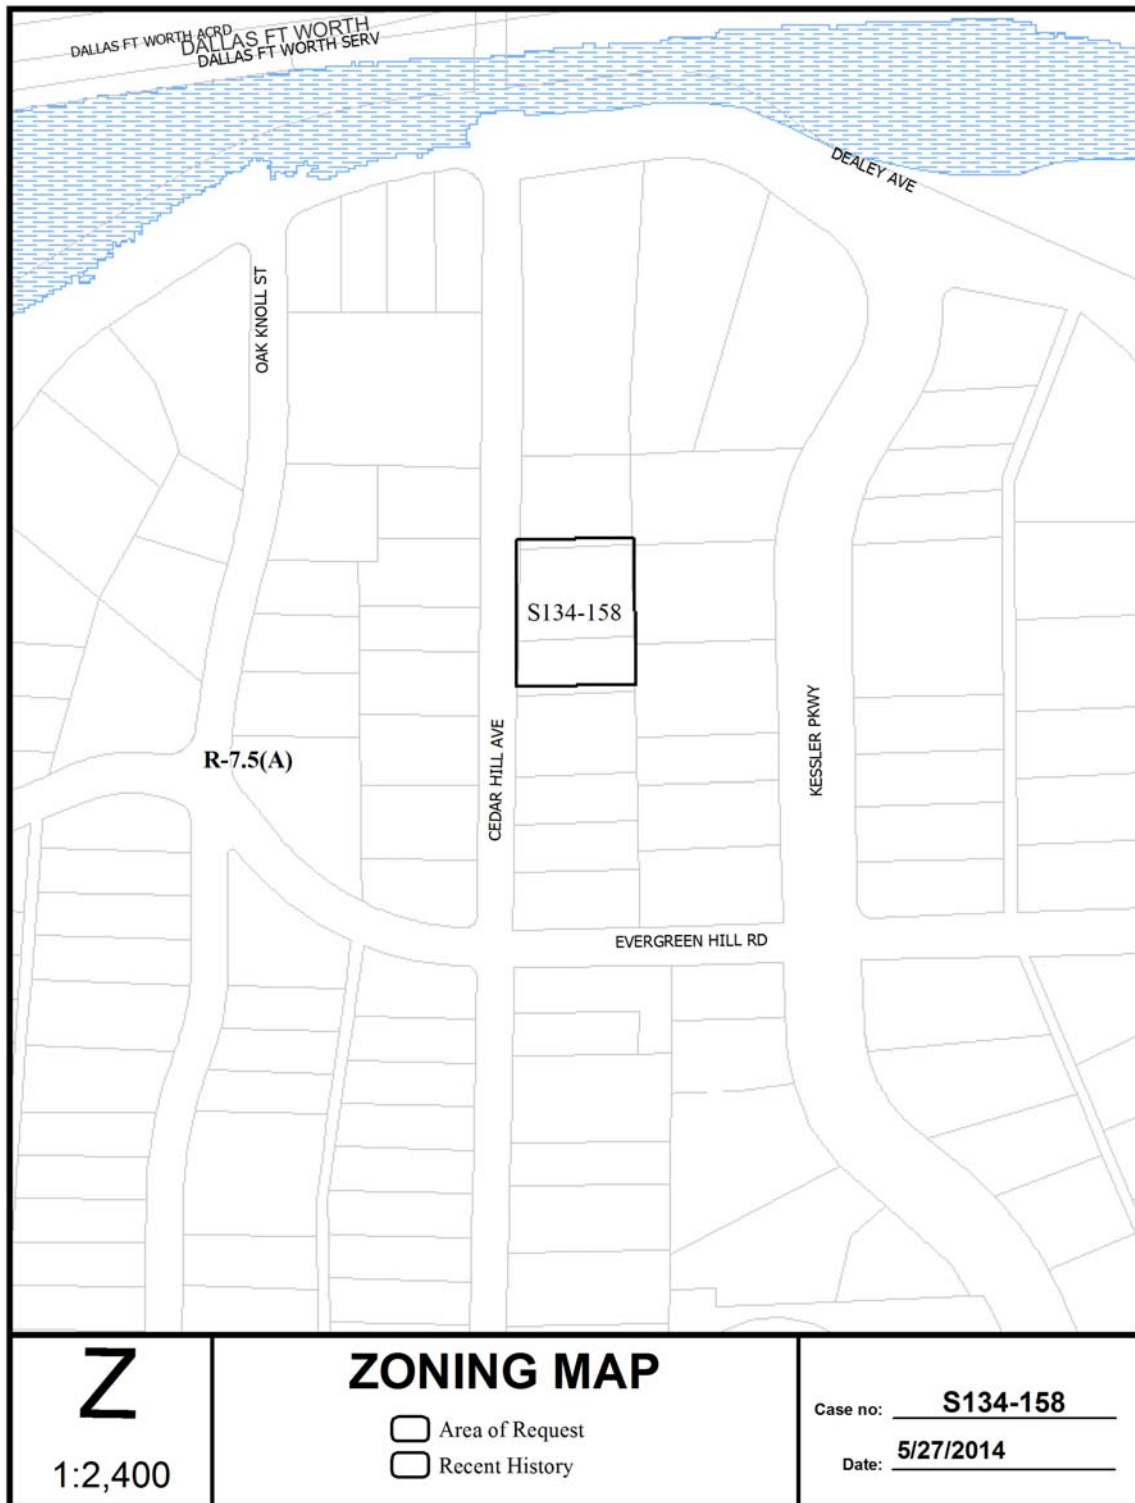 DALLAS FT WORTH ACRD
DALLAS FT WORTH
DALLAS FT WORTH SERV
DEALEY AVE
OAK KNOLL ST
S134-158
CEDAR HILL AVE
KESSLER PKWY
R-7.5(A)
EVERGREEN HILL RD
Z
1:2,400
ZONING MAP
Area of Request
Recent History
Case no: S134-158
Date: 5/27/2014